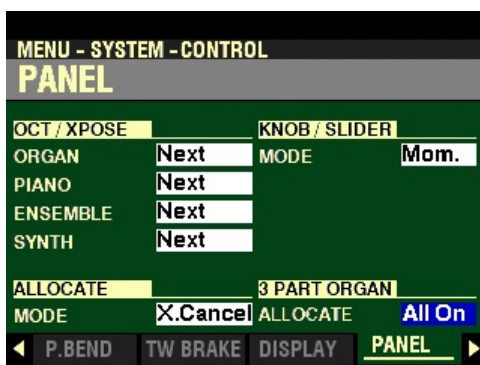 MENU - SYSTEM - CONTROL
PANEL
OCT / XPOSE KNOB / SLIDER
ORGAN Next MODE Mom.
PIANO Next
ENSEMBLE Next
SYNTH Next
ALLOCATE 3 PART ORGAN
MODE X.Cancel ALLOCATE All On
P.BEND TW BRAKE DISPLAY PANEL